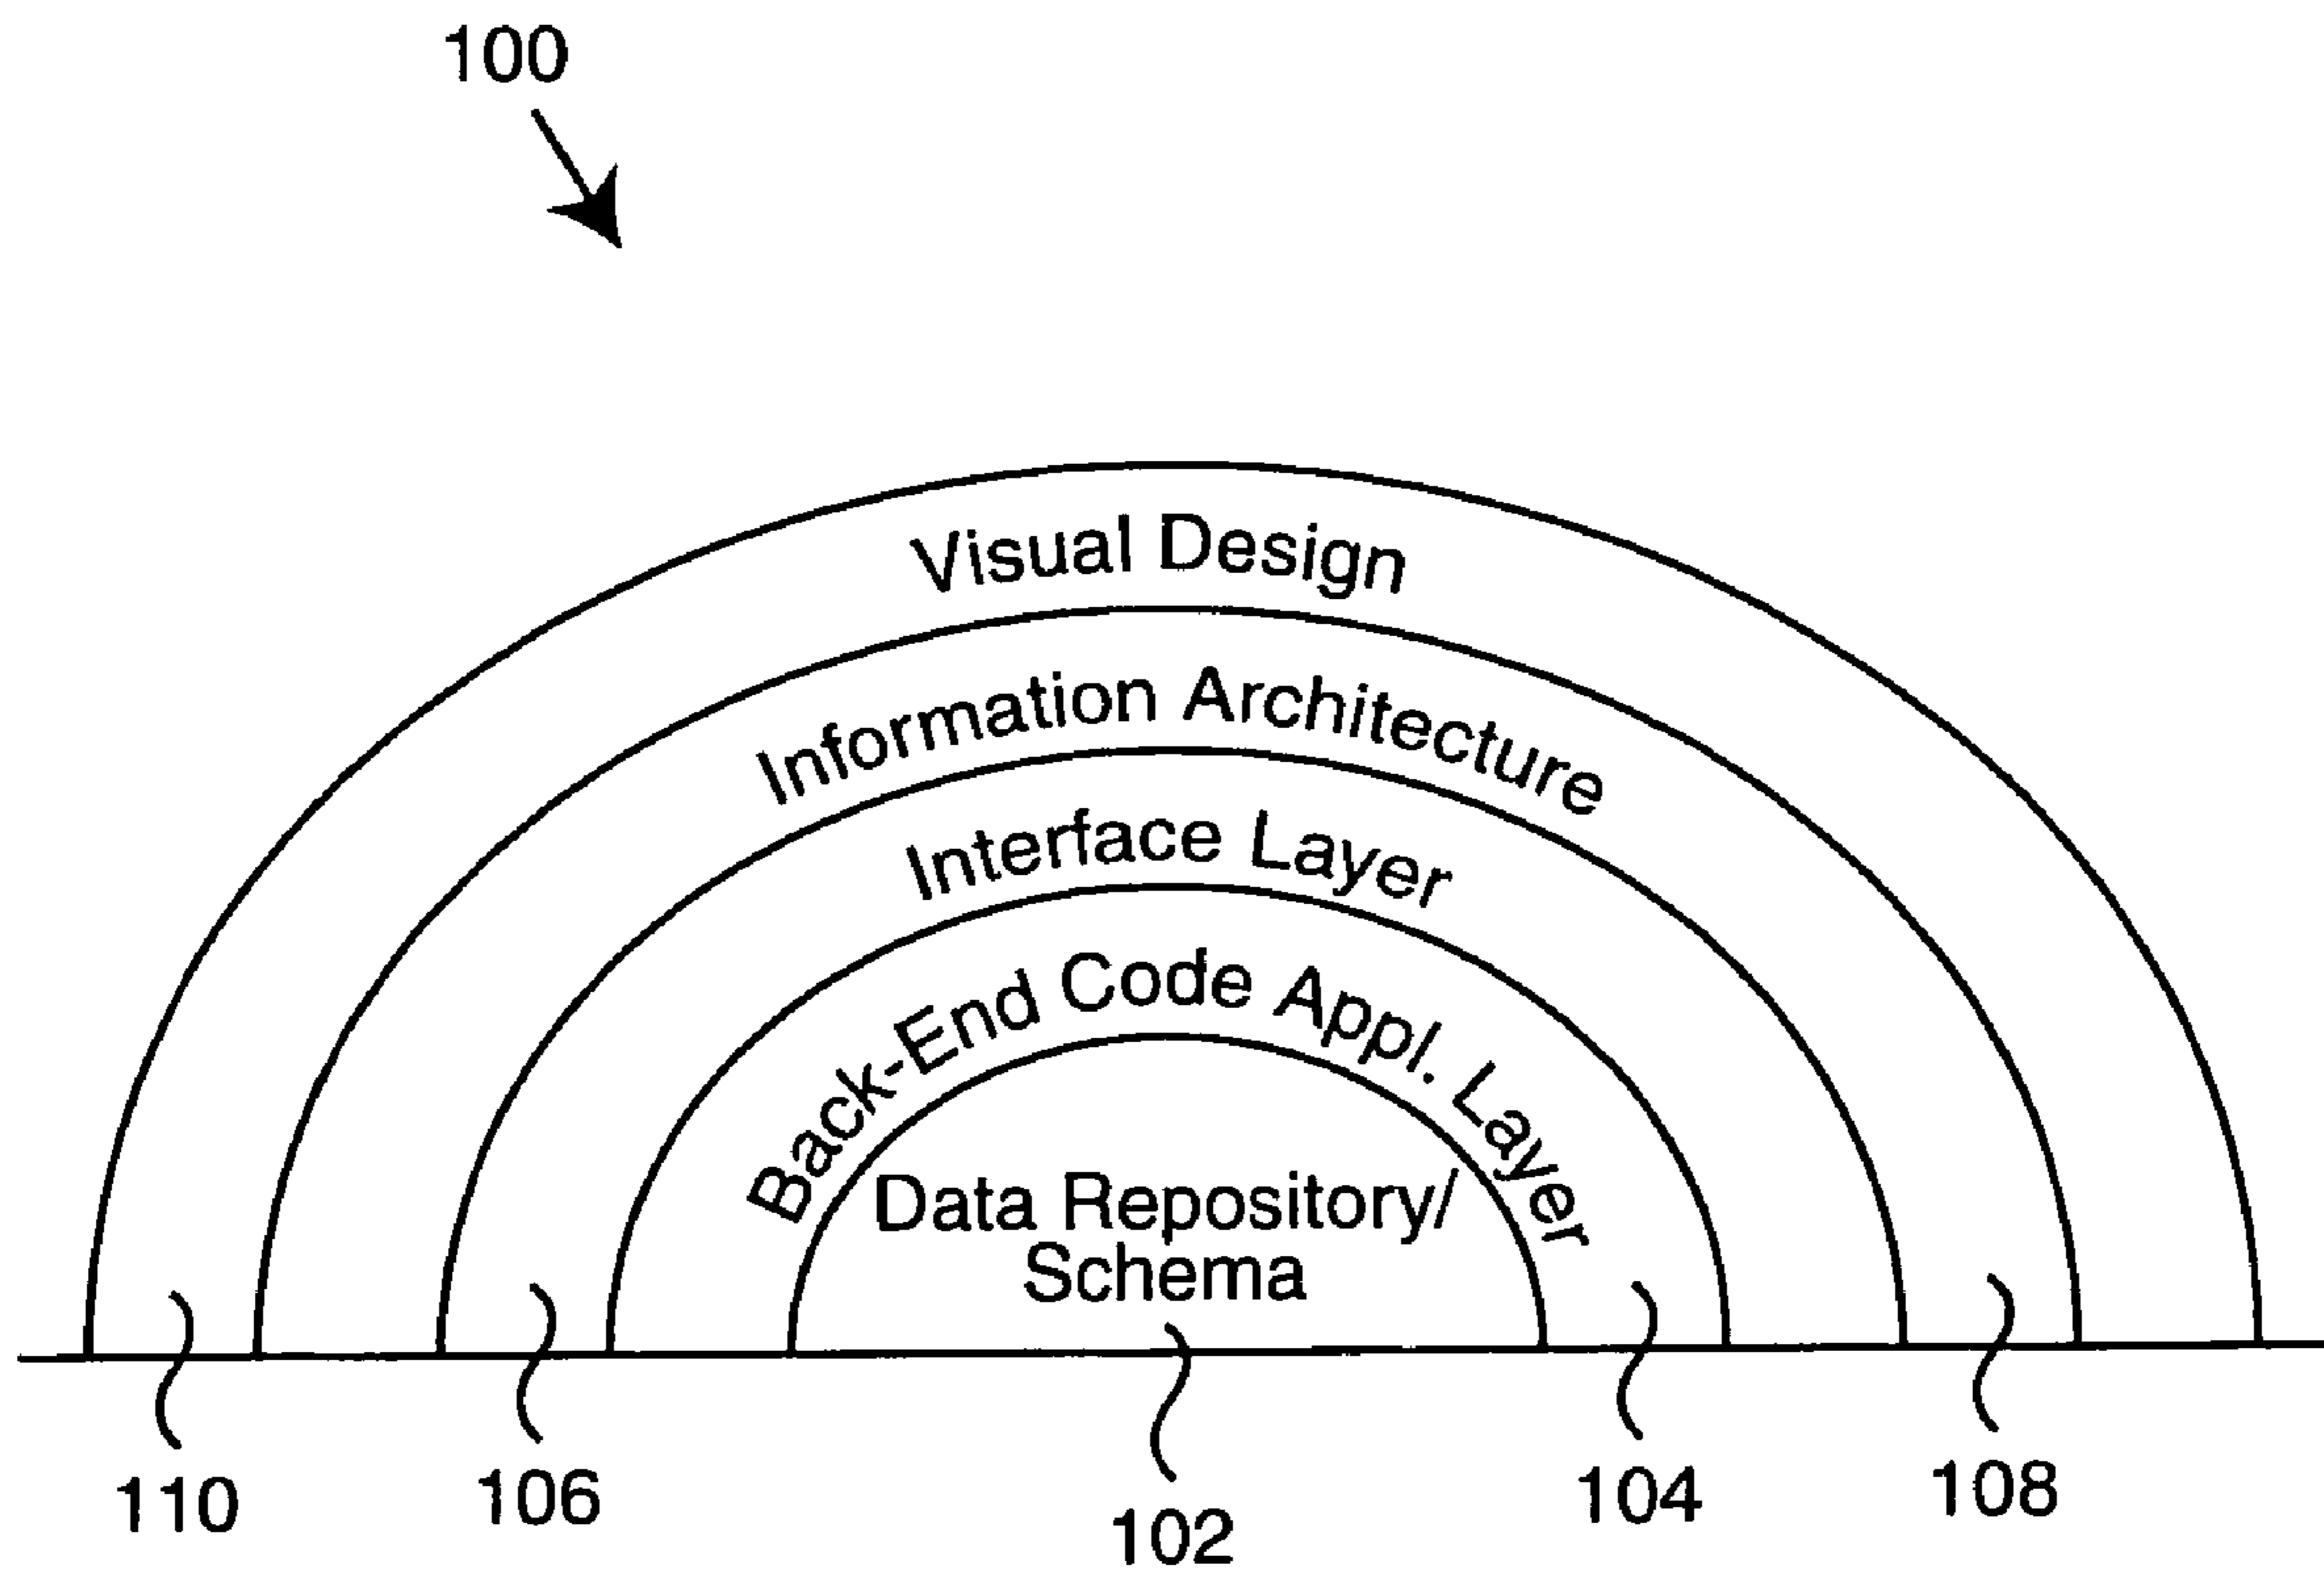 100
Visual Design
Information Architecture
Interface Layer
Back-End Code Appl. Layer
Data Repository/
Schema
110
106
102
104
108